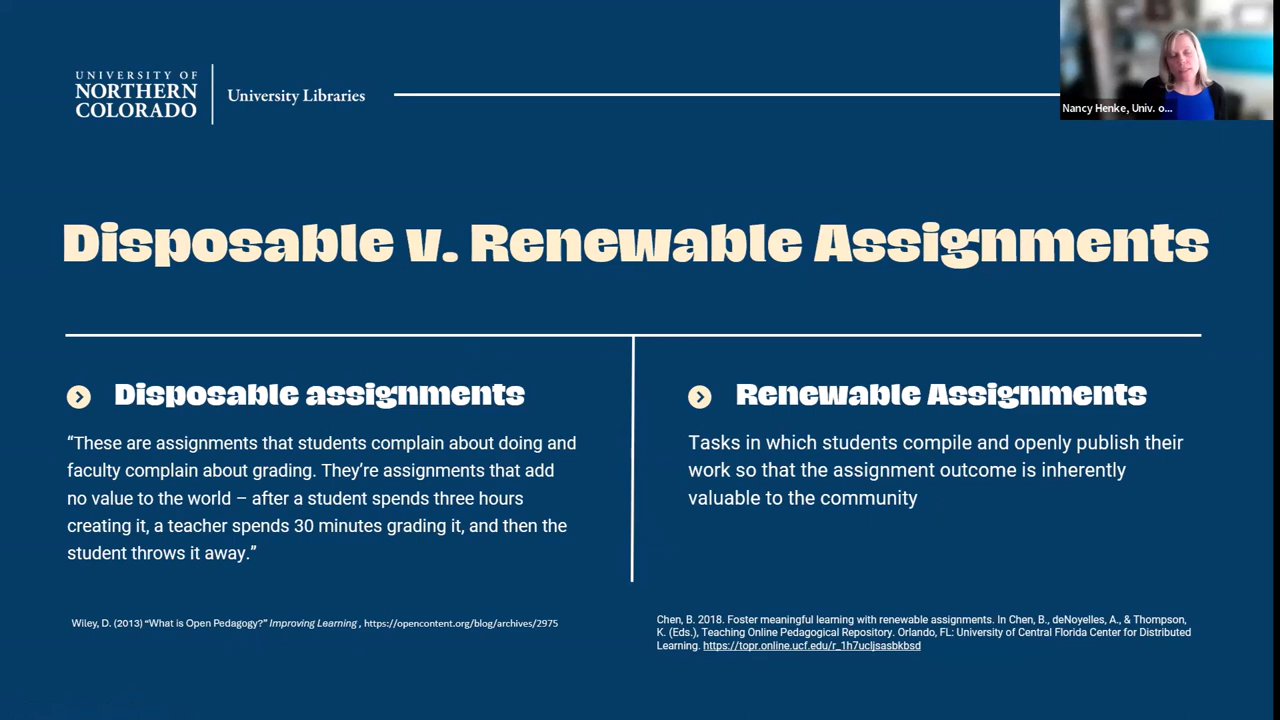 UNIVERSITY OF
NORTHERN
COLORADO
University Libraries
Nancy Henke, Univ. o...
Disposable v. Renewable Assignments
Disposable assignments
“These are assignments that students complain about doing and
faculty complain about grading. They’re assignments that add
no value to the world – after a student spends three hours
creating it, a teacher spends 30 minutes grading it, and then the
student throws it away.”
Wiley, D. (2013) “What is Open Pedagogy?” Improving Learning , https://opencontent.org/blog/archives/2975
Renewable Assignments
Tasks in which students compile and openly publish their
work so that the assignment outcome is inherently
valuable to the community
Chen, B. 2018. Foster meaningful learning with renewable assignments. In Chen, B., deNoyelles, A., & Thompson,
K. (Eds.), Teaching Online Pedagogical Repository. Orlando, FL: University of Central Florida Center for Distributed
Learning. https://topr.online.ucf.edu/r_1h7ucljsasbkbsd